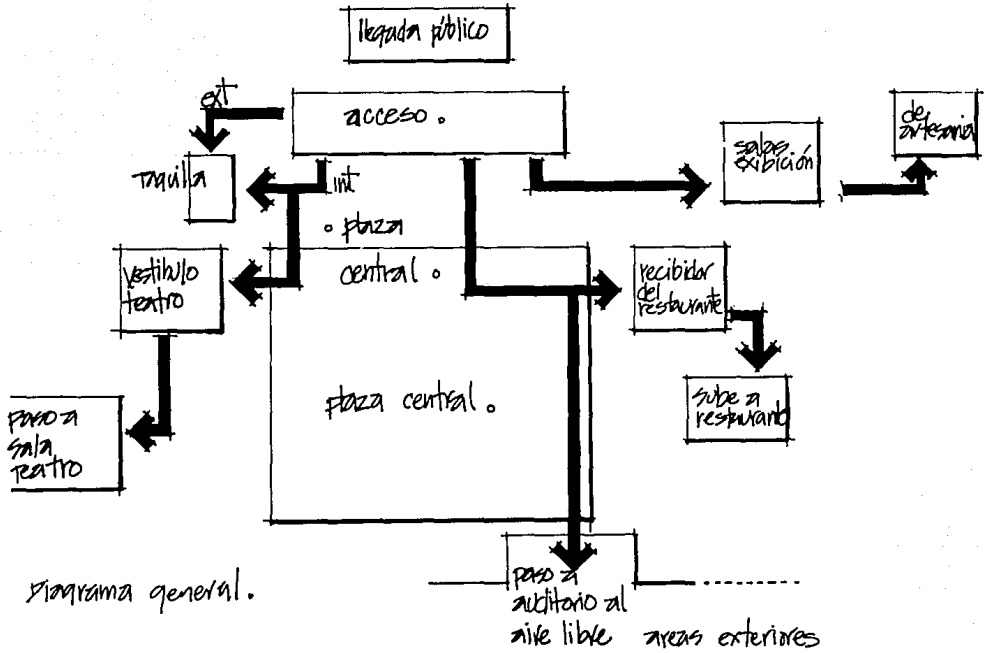 llegada público
ext
acceso.
de
artesania
salas
exibición
Taquilla
int
. plaza
central.
vestibulo
teatro
recibidor
del
restaurante
plaza central.
sube a
restaurante
paso a
sala
teatro
Diagrama general.
paso a
auditorio al
aire libre
areas exteriores